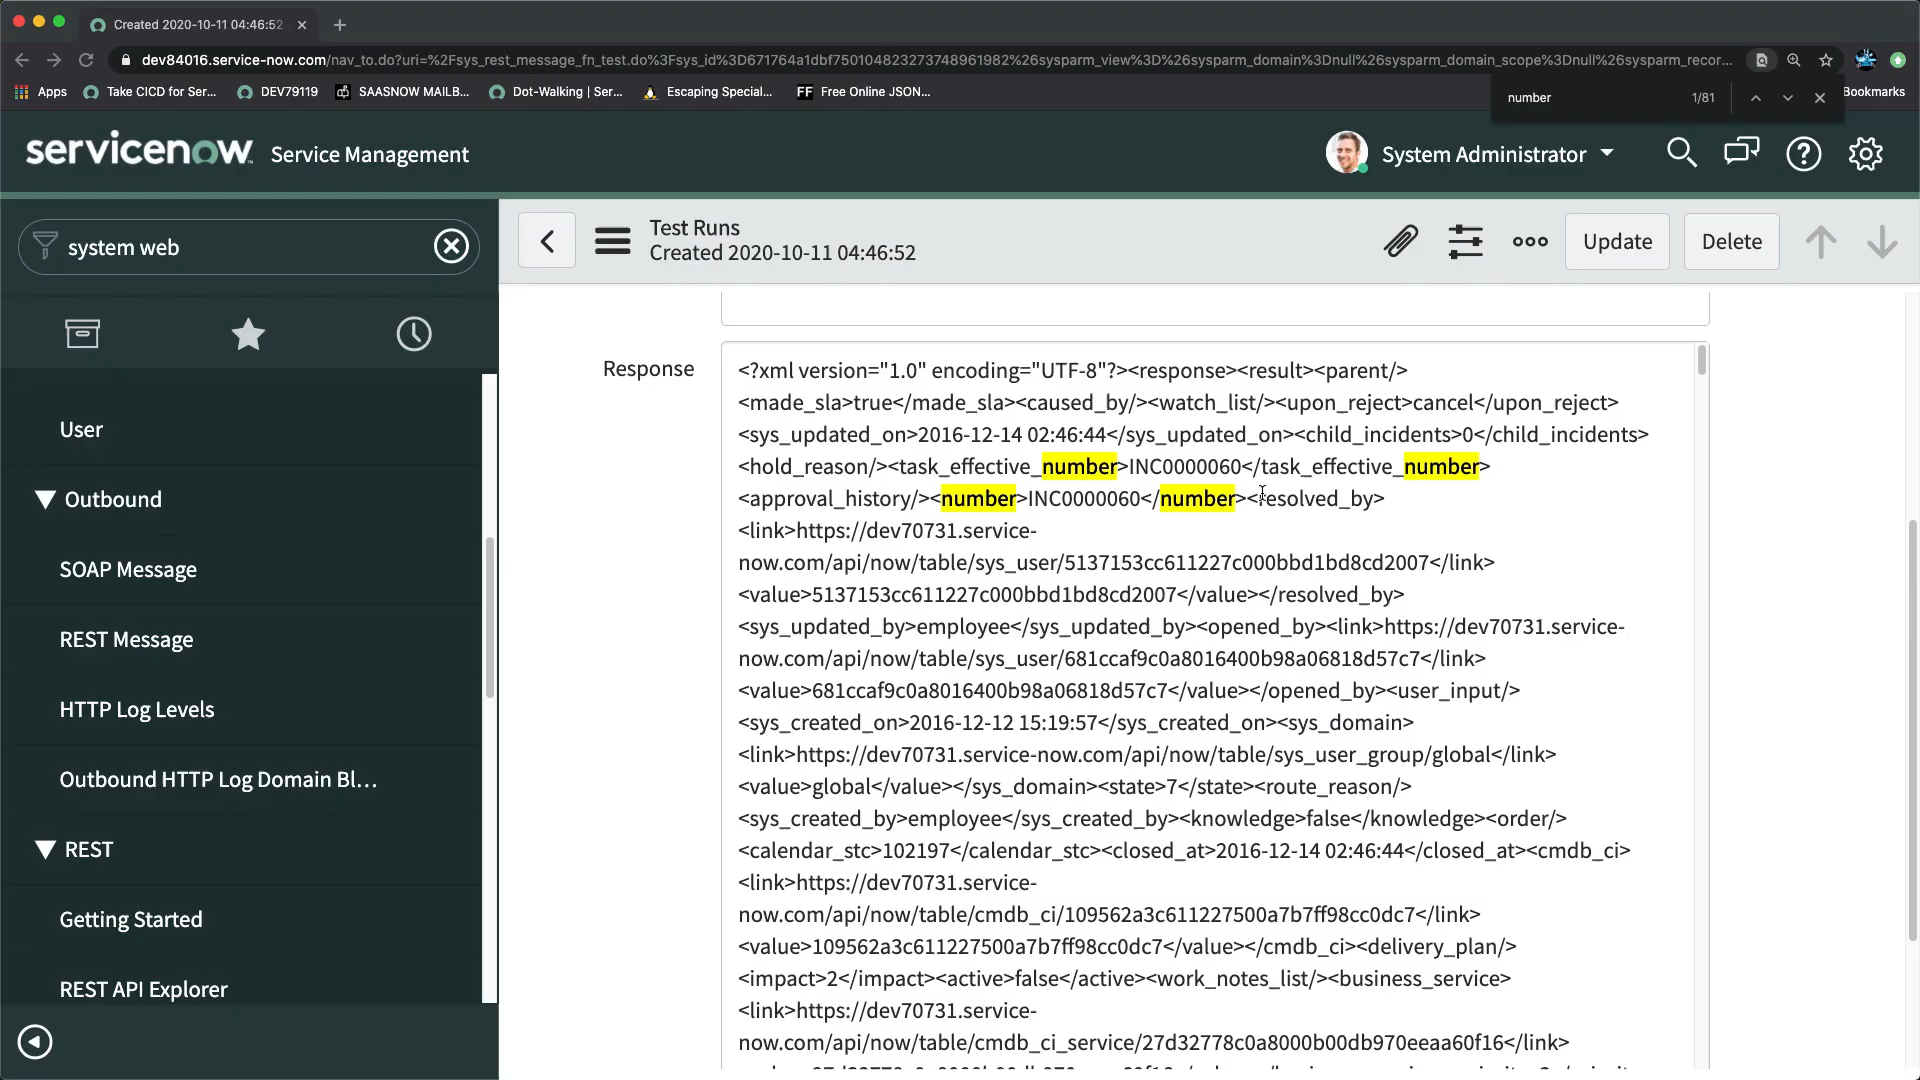 Created 2020-10-11 04:46:52
dev84016.service-now.com/nav_to.do?uri=%2Fsys_rest_message_fn_test.do%3Fsys_id%3D671764a1dbf750104823273748961982%26sysparm_view%3D%26sysparm_domain%3Dnull%26sysparm_domain_scope%3Dnull%26sysparm_recor...
Apps
Take CICD for Ser...
DEV79119
SAASNOW MAILB...
Dot-Walking | Ser...
Escaping Special...
FF Free Online JSON...
number 1/81
Bookmarks
servicenow Service Management
System Administrator
system web
Test Runs
Created 2020-10-11 04:46:52
Update
Delete
User
Outbound
SOAP Message
REST Message
HTTP Log Levels
Outbound HTTP Log Domain Bl...
REST
Getting Started
REST API Explorer
Response
<?xml version="1.0" encoding="UTF-8"?><response><result><parent/>
<made_sla>true</made_sla><caused_by/><watch_list/><upon_reject>cancel</upon_reject>
<sys_updated_on>2016-12-14 02:46:44</sys_updated_on><child_incidents>0</child_incidents>
<hold_reason/><task_effective_number>INC0000060</task_effective_number>
<approval_history/><number>INC0000060</number><resolved_by>
<link>https://dev70731.service-
now.com/api/now/table/sys_user/5137153cc611227c000bbd1bd8cd2007</link>
<value>5137153cc611227c000bbd1bd8cd2007</value></resolved_by>
<sys_updated_by>employee</sys_updated_by><opened_by><link>https://dev70731.service-
now.com/api/now/table/sys_user/681ccaf9c0a8016400b98a06818d57c7</link>
<value>681ccaf9c0a8016400b98a06818d57c7</value></opened_by><user_input/>
<sys_created_on>2016-12-12 15:19:57</sys_created_on><sys_domain>
<link>https://dev70731.service-now.com/api/now/table/sys_user_group/global</link>
<value>global</value></sys_domain><state>7</state><route_reason/>
<sys_created_by>employee</sys_created_by><knowledge>false</knowledge><order/>
<calendar_stc>102197</calendar_stc><closed_at>2016-12-14 02:46:44</closed_at><cmdb_ci>
<link>https://dev70731.service-
now.com/api/now/table/cmdb_ci/109562a3c611227500a7b7ff98cc0dc7</link>
<value>109562a3c611227500a7b7ff98cc0dc7</value></cmdb_ci><delivery_plan/>
<impact>2</impact><active>false</active><work_notes_list/><business_service>
<link>https://dev70731.service-
now.com/api/now/table/cmdb_ci_service/27d32778c0a8000b00db970eeaa60f16</link>